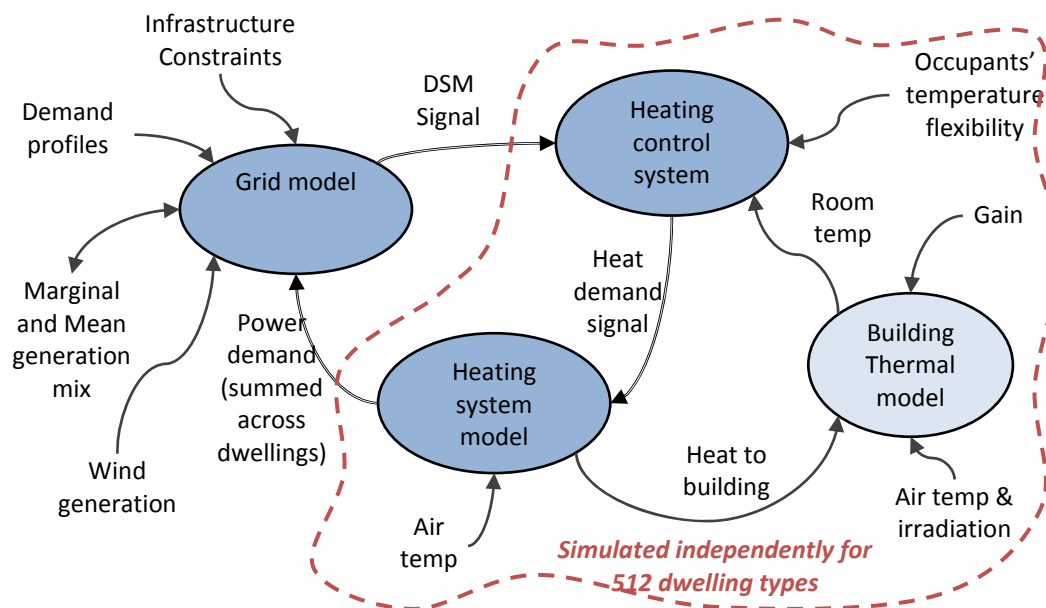 Infrastructure
Constraints
Demand
profiles
DSM
Signal
Occupants’
temperature
flexibility
Heating
control
system
Grid model
Room
temp
Gain
Marginal
and Mean
generation
mix
Power
demand
(summed
across
dwellings)
Heat
demand
signal
Heating
system
model
Building
Thermal
model
Wind
generation
Heat to
building
Air
temp
Air temp &
irradiation
Simulated independently for
512 dwelling types